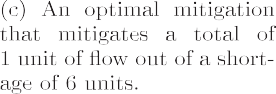 (c) An optimal mitigation
that mitigates a total of
1 unit of flow out of a short-
age of 6 units.